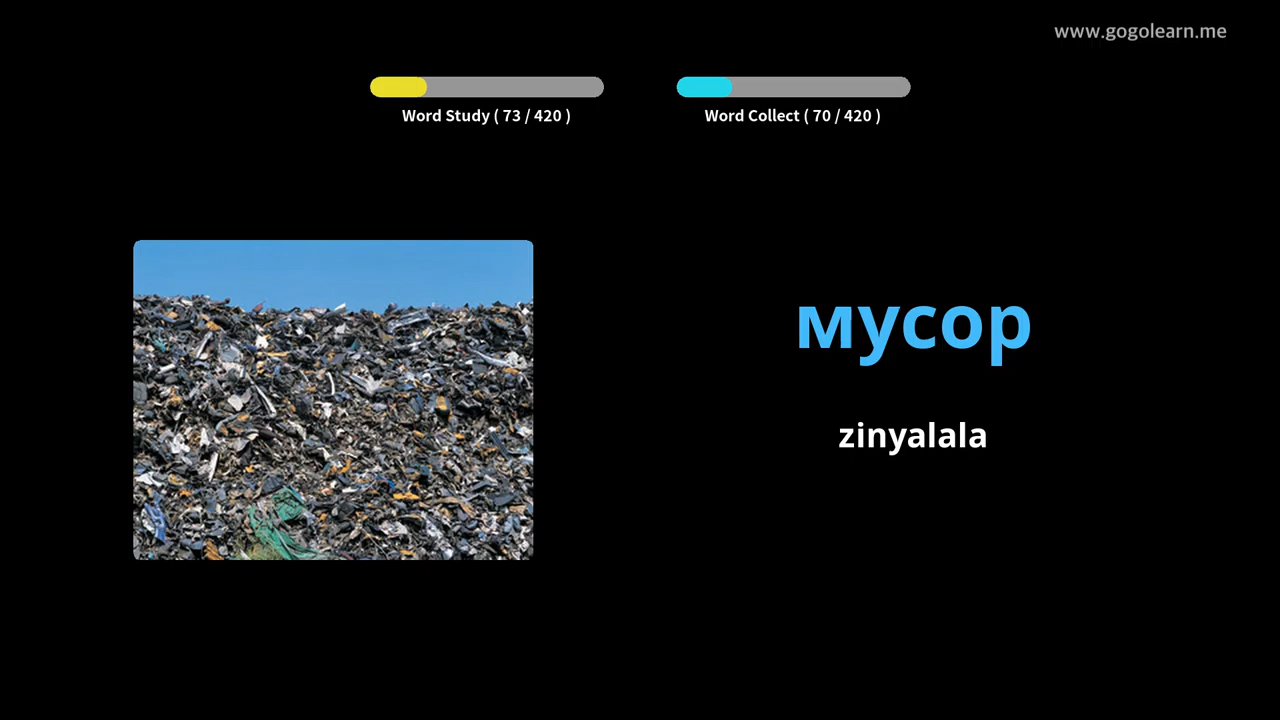 www.gogolearn.me
Word Study ( 73 / 420 )
Word Collect ( 70 / 420 )
мусор
zinyalala